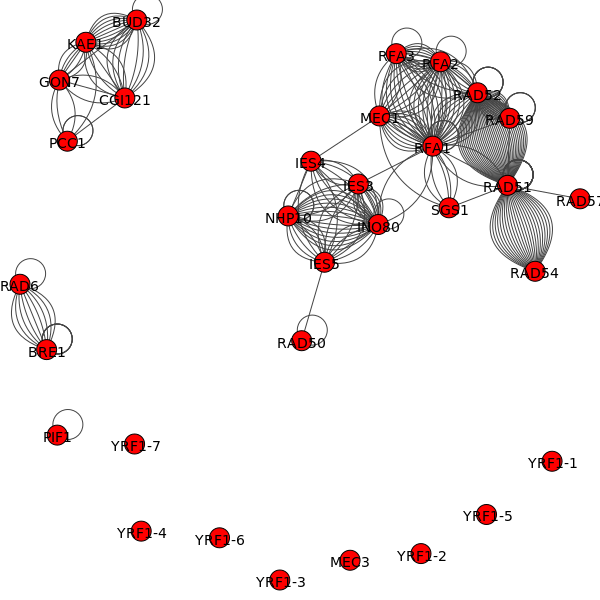 BUD32
KAE1
GON7
CGI121
PCC1
RFA3
RFA2
RAD52
RAD59
MEC1
RFA1
IES4
IES3
RAD51
RAD57
NHP10
INO80
SGS1
IES5
RAD54
RAD6
RAD50
BRE1
PIF1
YRF1-7
YRF1-1
YRF1-5
YRF1-4
YRF1-6
YRF1-2
MEC3
YRF1-3